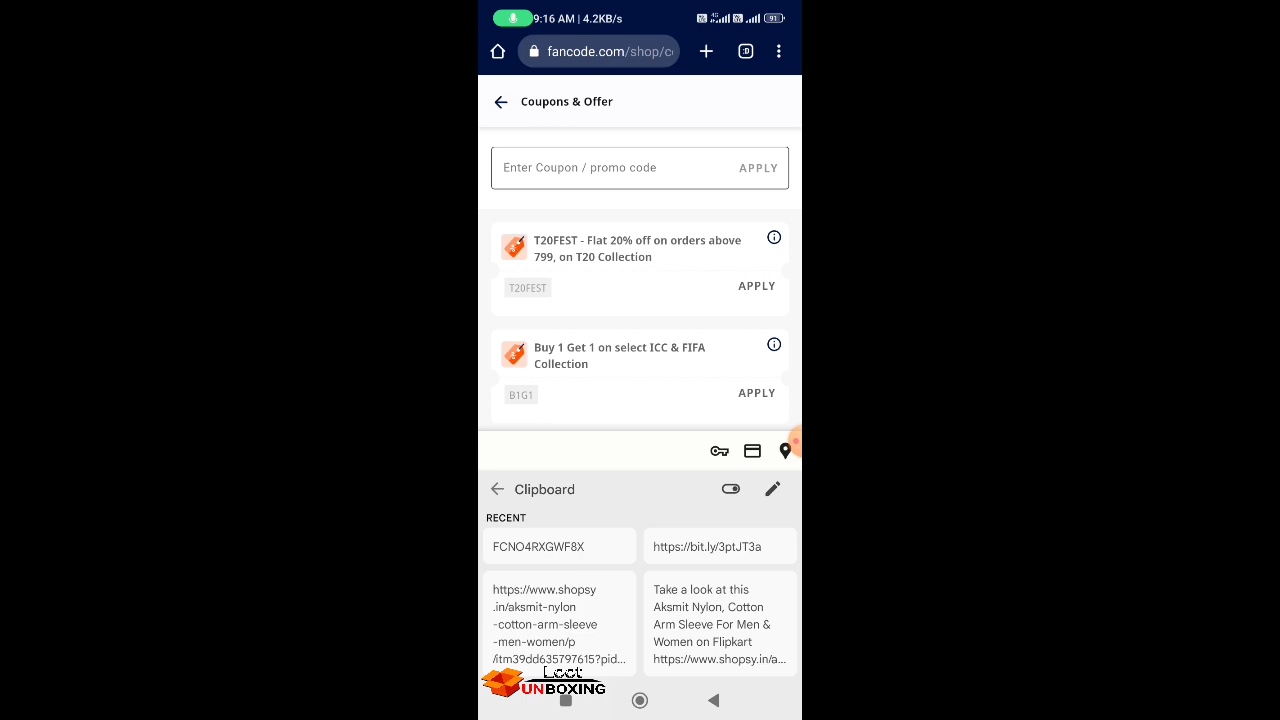 9:16 AM | 4.2KB/s
4G
91
fancode.com/shop/c
:D
Coupons & Offer
Enter Coupon / promo code
APPLY
T20FEST - Flat 20% off on orders above
799, on T20 Collection
T20FEST
APPLY
Buy 1 Get 1 on select ICC & FIFA
Collection
B1G1
APPLY
Clipboard
RECENT
FCNO4RXGWF8X
https://bit.ly/3ptJT3a
https://www.shopsy
.in/aksmit-nylon
-cotton-arm-sleeve
-men-women/p
/itm39dd635797615?pid...
Take a look at this
Aksmit Nylon, Cotton
Arm Sleeve For Men &
Women on Flipkart
https://www.shopsy.in/a...
Loot
UNBOXING